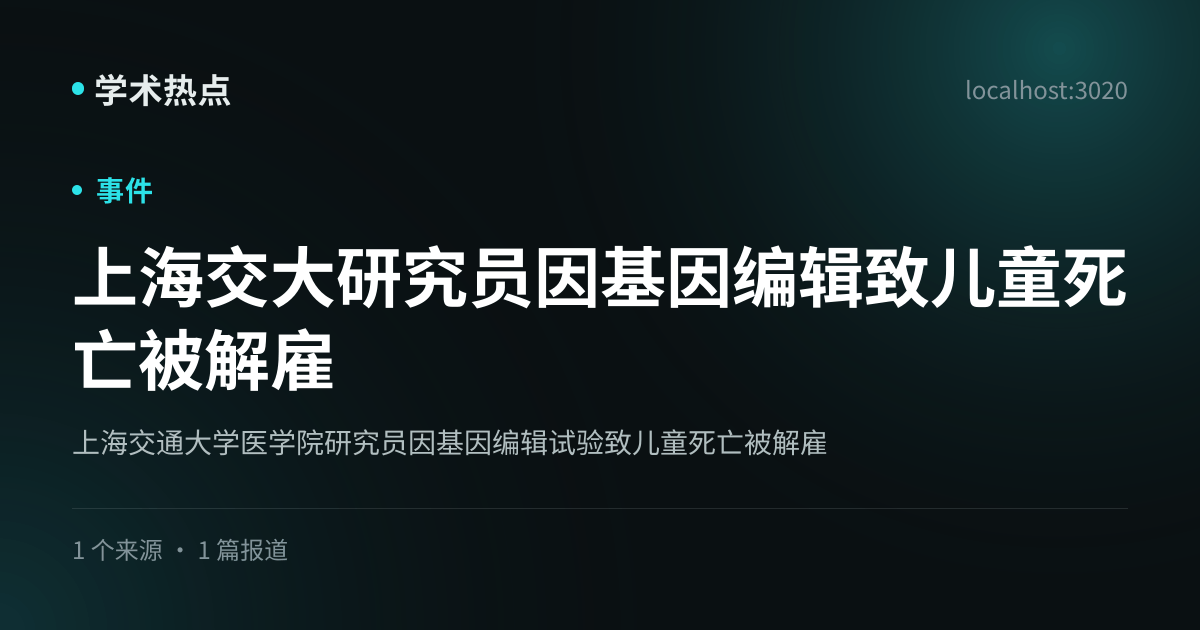 学术热点
localhost:3020
事件
上海交大研究员因基因编辑致儿童死
亡被解雇
上海交通大学医学院研究员因基因编辑试验致儿童死亡被解雇
1 个来源 · 1 篇报道